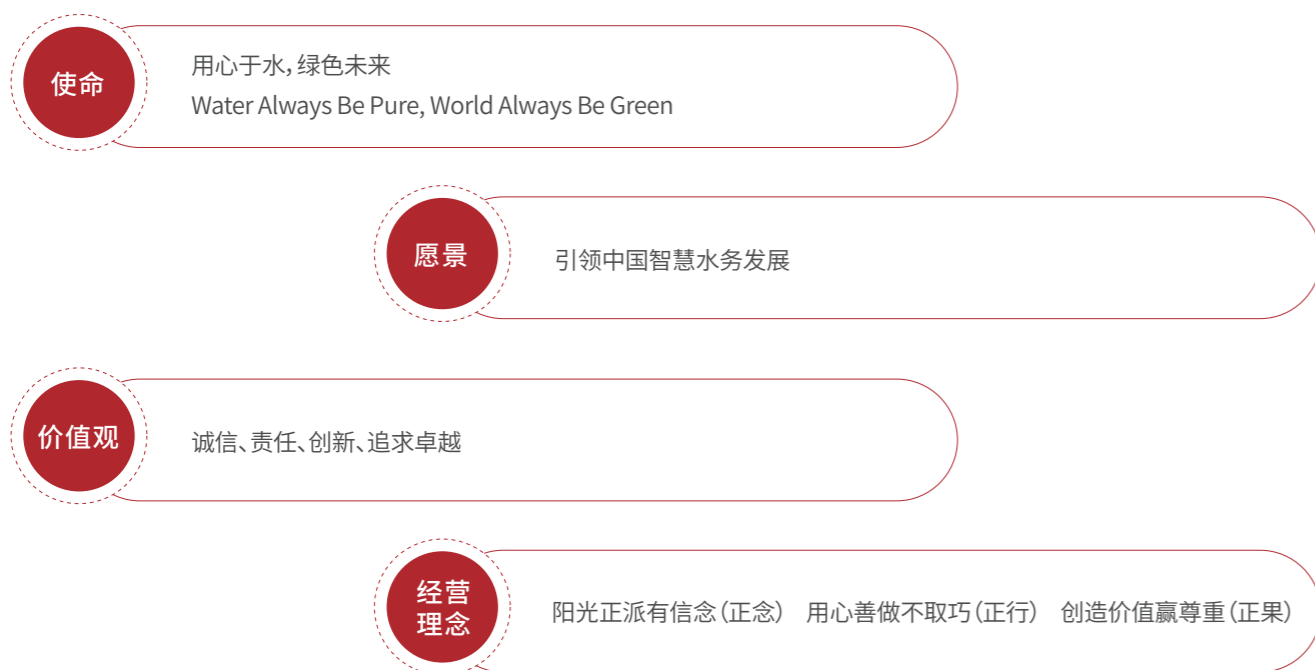 使命
用心于水,绿色未来
Water Always Be Pure, World Always Be Green
愿景
引领中国智慧水务发展
价值观
诚信、责任、创新、追求卓越
经营
理念
阳光正派有信念(正念) 用心善做不取巧(正行) 创造价值赢尊重(正果)